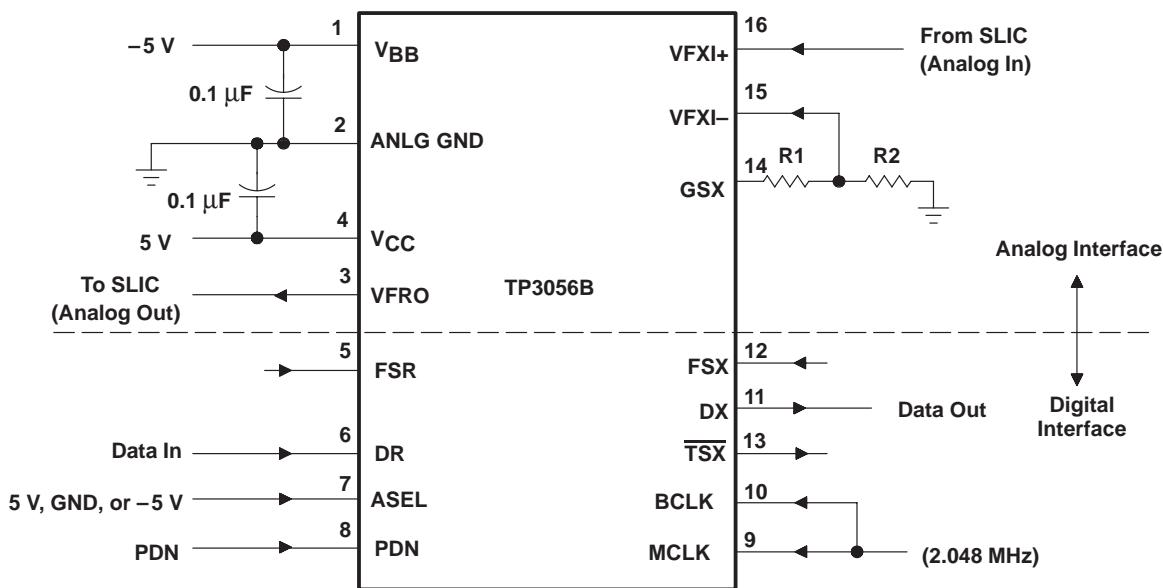 –5 V
1
VBB
0.1 μF
2
ANLG GND
0.1 μF
4
5 V
VCC
3
To SLIC
(Analog Out)
VFRO
TP3056B
16
VFXI+
From SLIC
(Analog In)
15
VFXI–
14
GSX
R1
R2
Analog Interface
Digital
Interface
5
FSR
6
Data In
DR
7
5 V, GND, or –5 V
ASEL
8
PDN
PDN
12
FSX
11
DX
Data Out
13
TSX
10
BCLK
9
MCLK
(2.048 MHz)